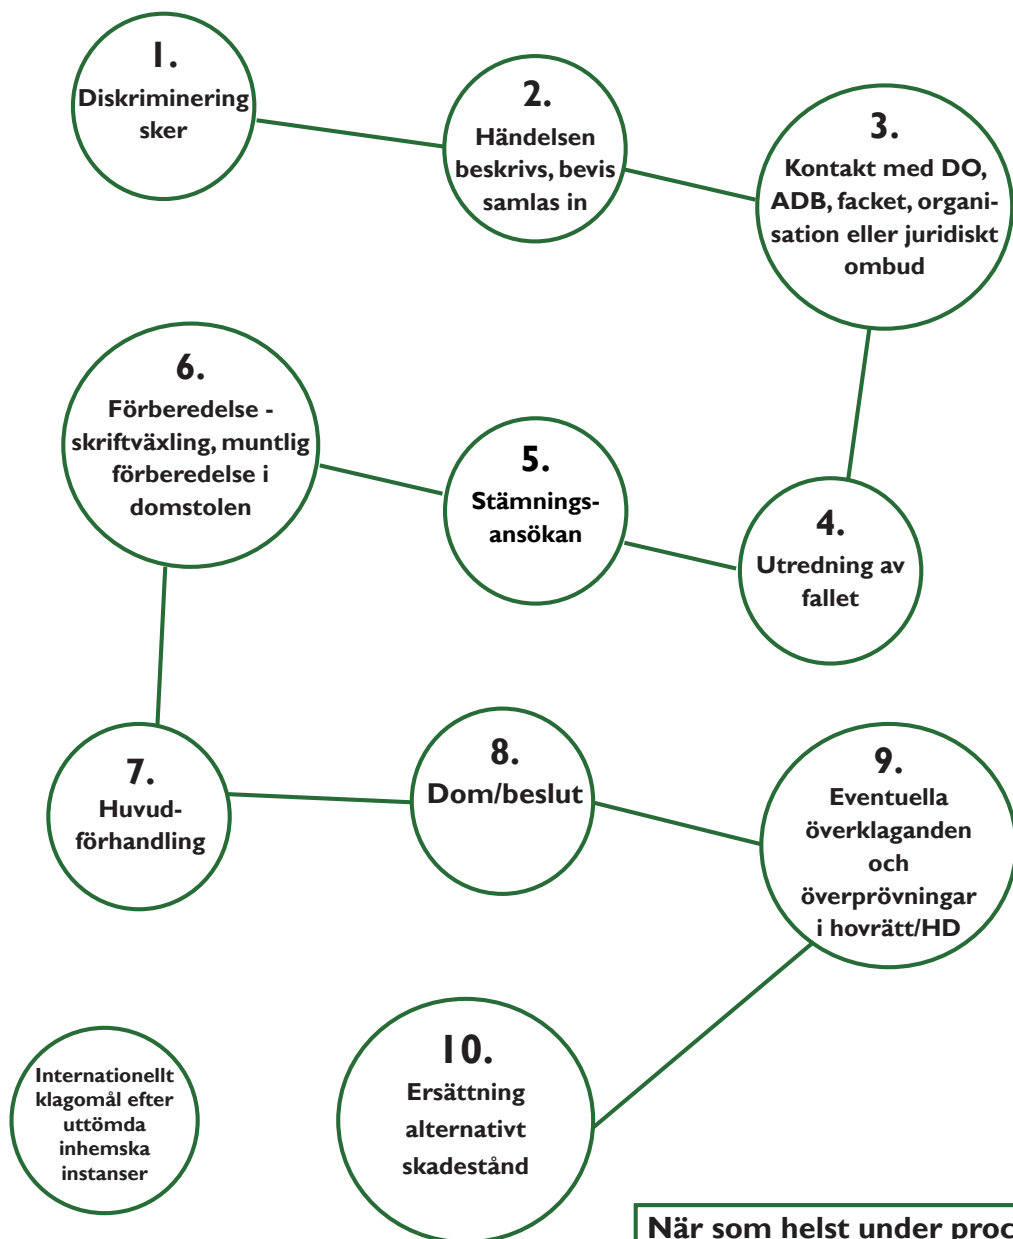 1.
Diskriminering
sker
2.
Händelsen
beskrivs, bevis
samlas in
3.
Kontakt med DO,
ADB, facket, organi-
sation eller juridiskt
ombud
6.
Förberedelse -
skriftväxling, muntlig
förberedelse i
domstolen
5.
Stämnings-
ansökan
4.
Utredning av
fallet
7.
Huvud-
förhandling
8.
Dom/beslut
9.
Eventuella
överklaganden
och
överprövningar
i hovrätt/HD
Internationellt
klagomål efter
uttömda
inhemska
instanser
10.
Ersättning
alternativt
skadestånd
När som helst under proc